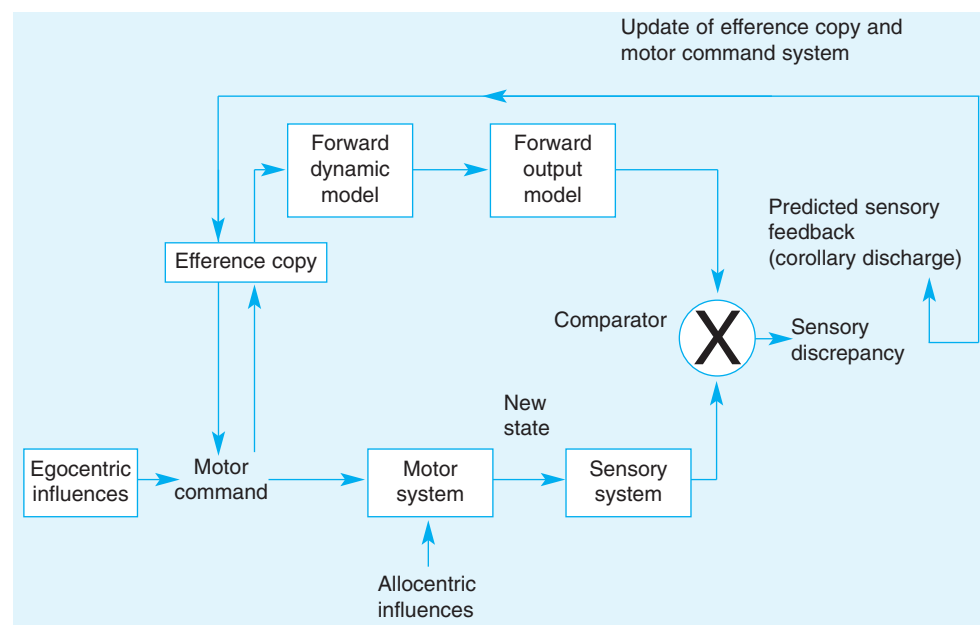 Update of efference copy and
motor command system
Forward
dynamic
model
Forward
output
model
Predicted sensory
feedback
(corollary discharge)
Efference copy
Comparator
X
Sensory
discrepancy
New
state
Egocentric
influences
Motor
command
Motor
system
Sensory
system
Allocentric
influences